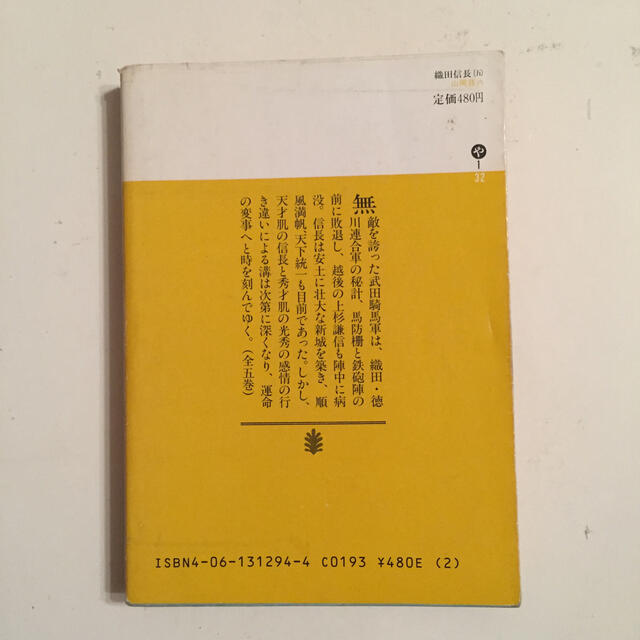 織田信長(五)
山岡荘八
定価480円
や
1
32
無敵を誇った武田騎馬軍は、織田・徳
川連合軍の秘計、馬防柵と鉄砲陣の
前に敗退し、越後の上杉謙信も陣中に病
没。信長は安土に壮大な新城を築き、順
風満帆、天下統一も目前であった。しかし、
天才肌の信長と秀才肌の光秀の感情の行
き違いによる溝は次第に深くなり、運命
の変事へと時を刻んでゆく。(全五巻)
ISBN4-06-131294-4 C0193 ¥480E (2)